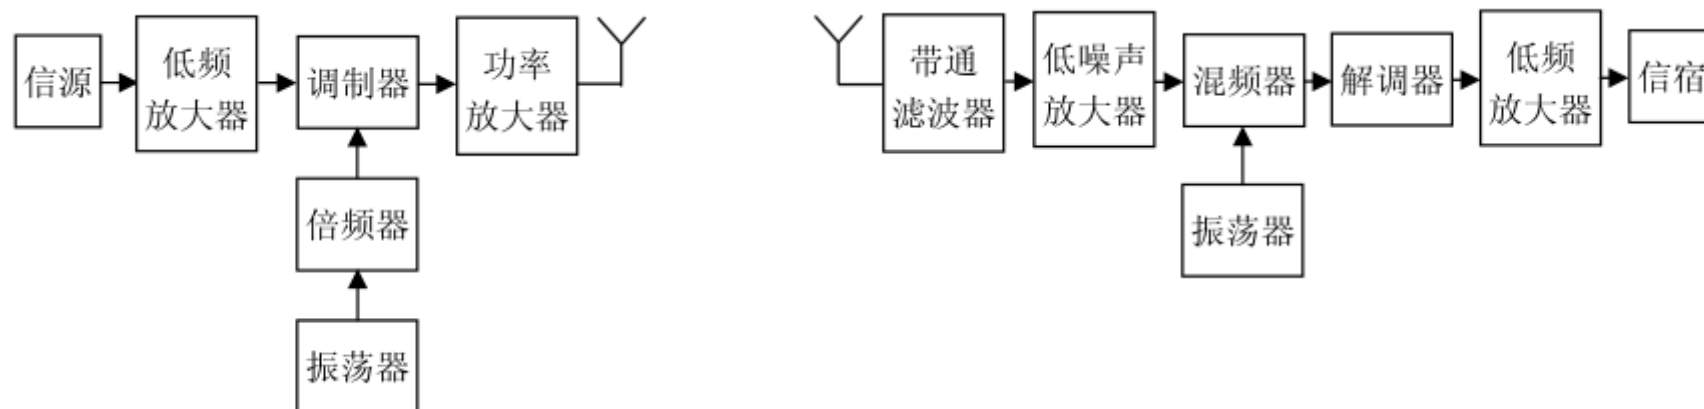 信源
低频
放大器
调制器
功率
放大器
倍频器
振荡器
带通
滤波器
低噪声
放大器
混频器
解调器
低频
放大器
信宿
振荡器